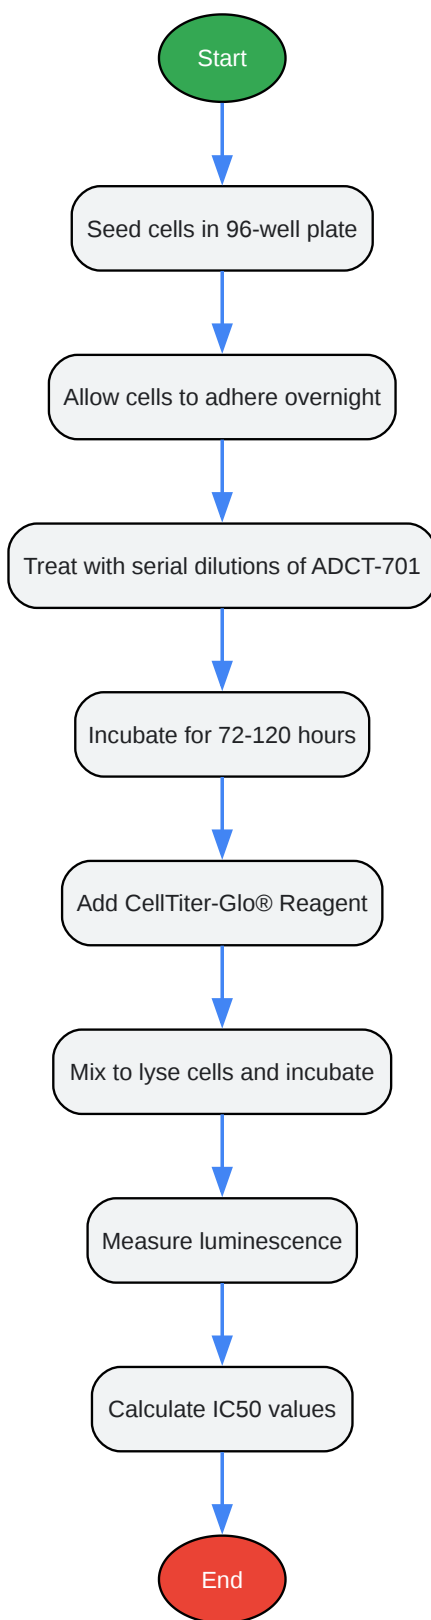 Start
Seed cells in 96-well plate
Allow cells to adhere overnight
Treat with serial dilutions of ADCT-701
Incubate for 72-120 hours
Add CellTiter-Glo® Reagent
Mix to lyse cells and incubate
Measure luminescence
Calculate IC50 values
End